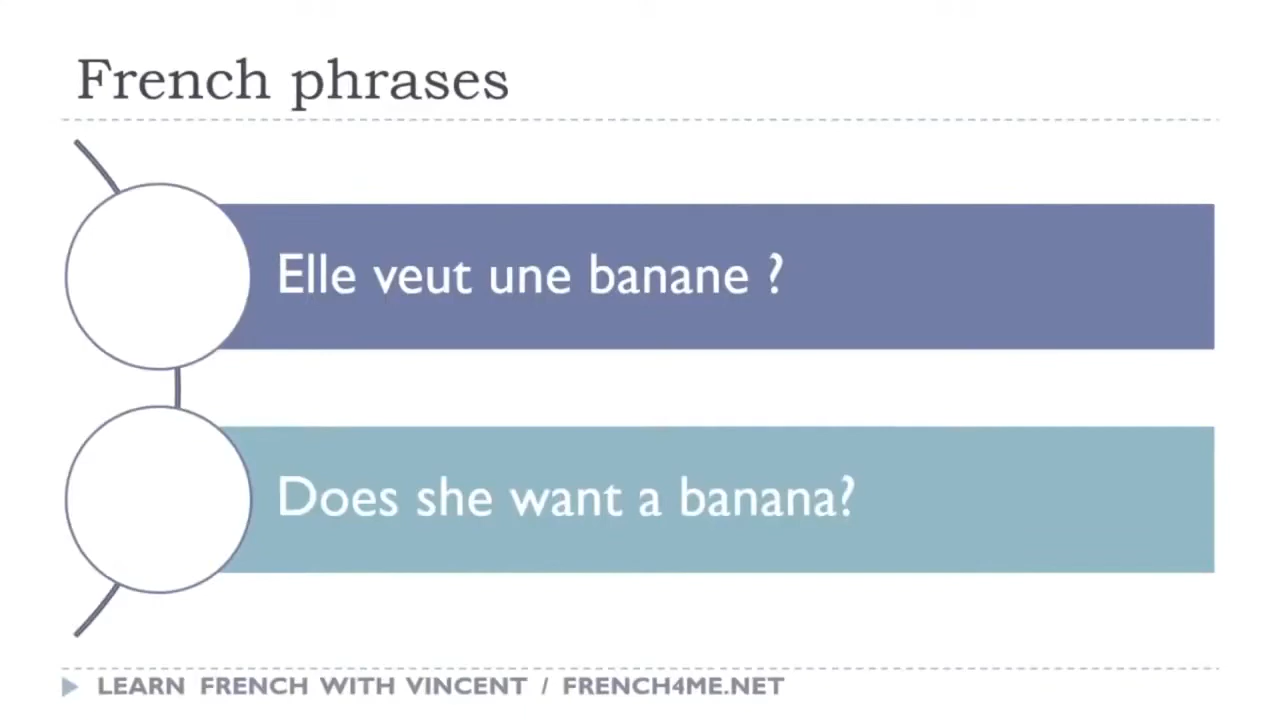 French phrases
Elle veut une banane ?
Does she want a banana?
LEARN FRENCH WITH VINCENT / FRENCH4ME.NET